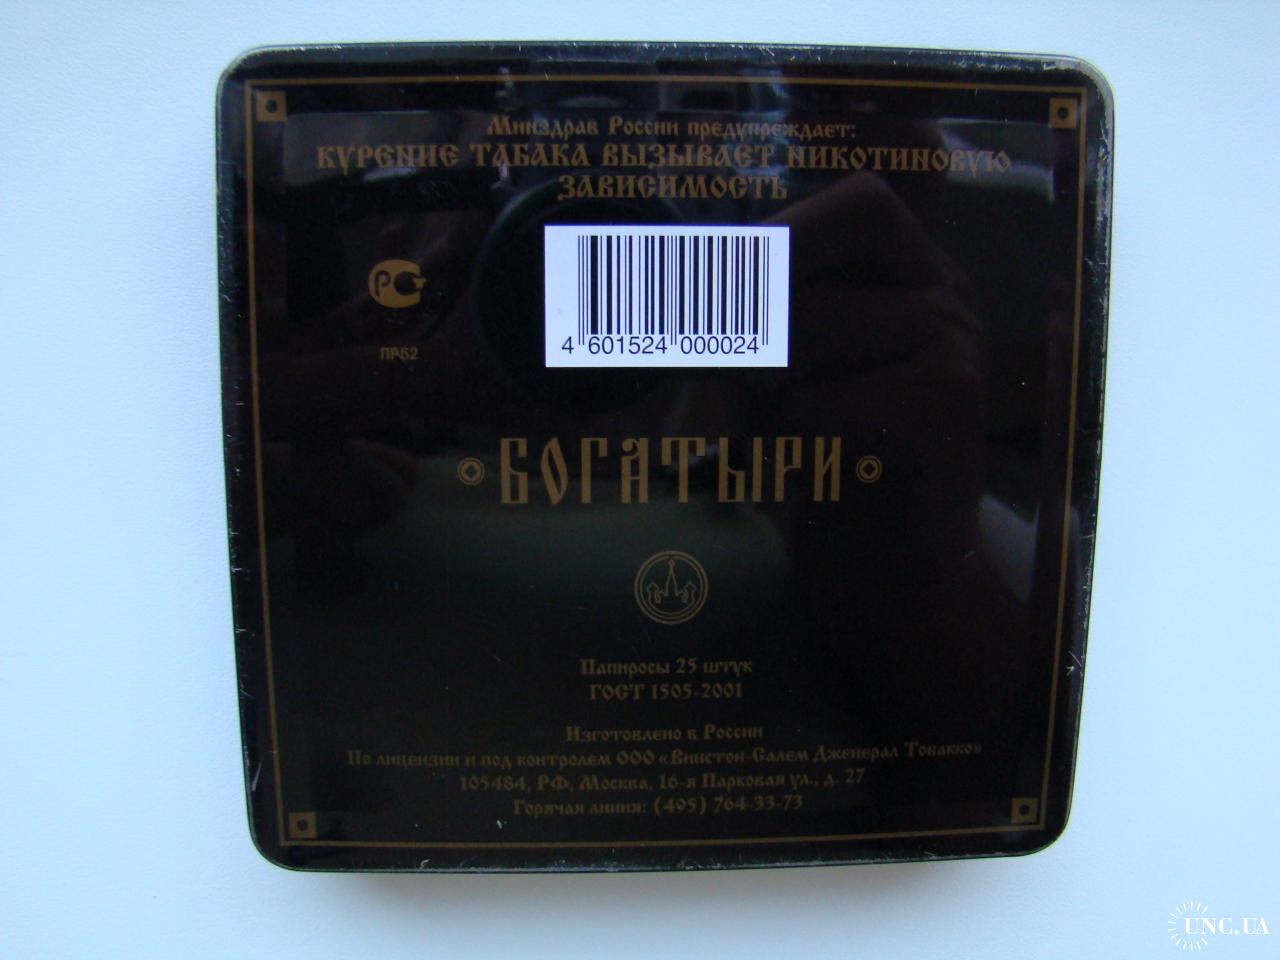 Минздрав России предупреждает:
КУРЕНИЕ ТАБАКА ВЫЗЫВАЕТ НИКОТИНОВУЮ
ЗАВИСИМОСТЬ
РСТ
ПР62
4 601524 000024
БОГАТЫРИ
Папиросы 25 штук
ГОСТ 1505-2001
Изготовлено в России
По лицензии и под контролем ООО «Винстон-Салем Дженерал Тобакко»
105484, РФ, Москва, 16-я Парковая ул., д. 27
Горячая линия: (495) 764-33-73
UNC.UA